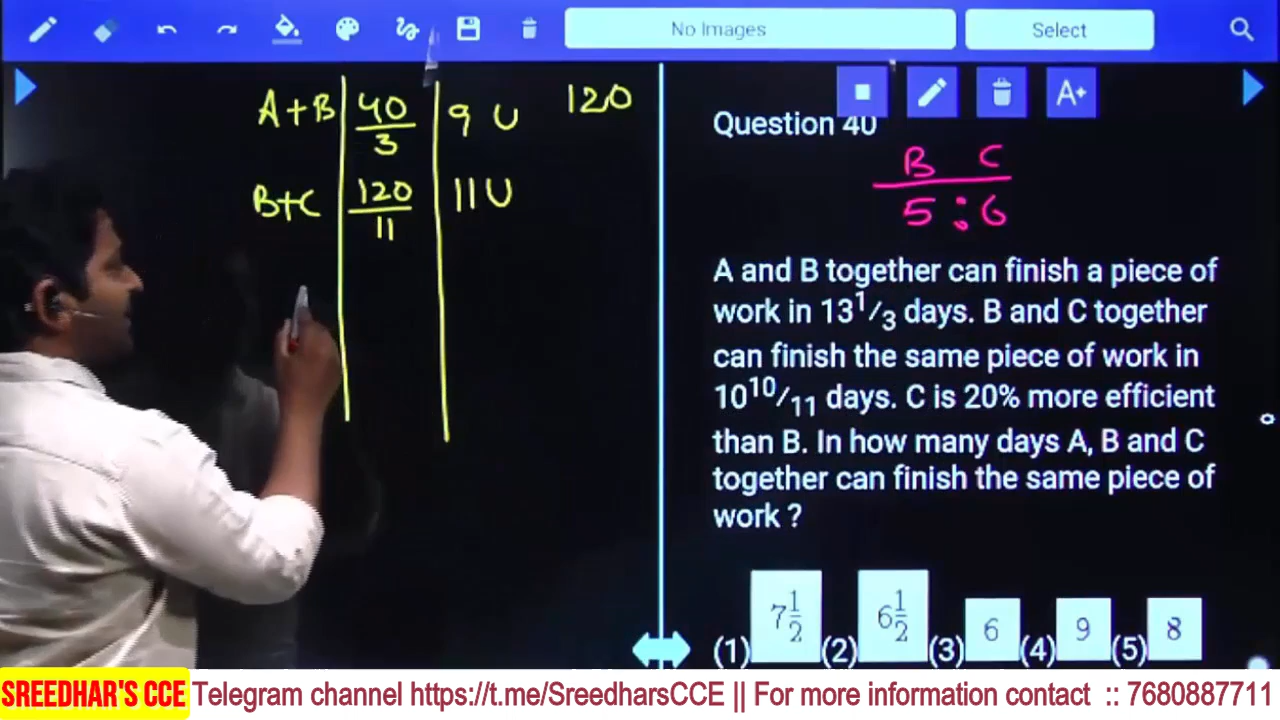 No Images
Select
A+
A+B 40/3 9 U 120
B+C 120/11 11 U
Question 40
B C
5 : 6
A and B together can finish a piece of
work in 13 1/3 days. B and C together
can finish the same piece of work in
10 10/11 days. C is 20% more efficient
than B. In how many days A, B and C
together can finish the same piece of
work ?
(1) 7 1/2 (2) 6 1/2 (3) 6 (4) 9 (5) 8
SREEDHAR'S CCE Telegram channel https://t.me/SreedharsCCE || For more information contact :: 7680887711